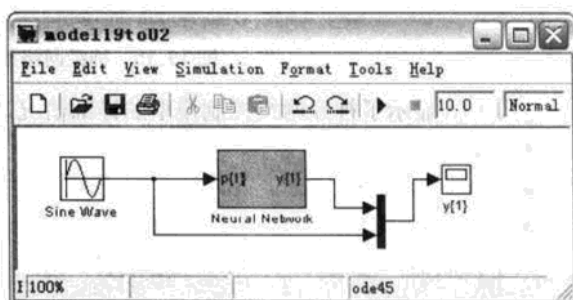 model19toU2
File Edit View Simulation Format Tools Help
10.0 Normal
p{1} y{1}
Sine Wave
Neural Network
y{1}
100% ode45